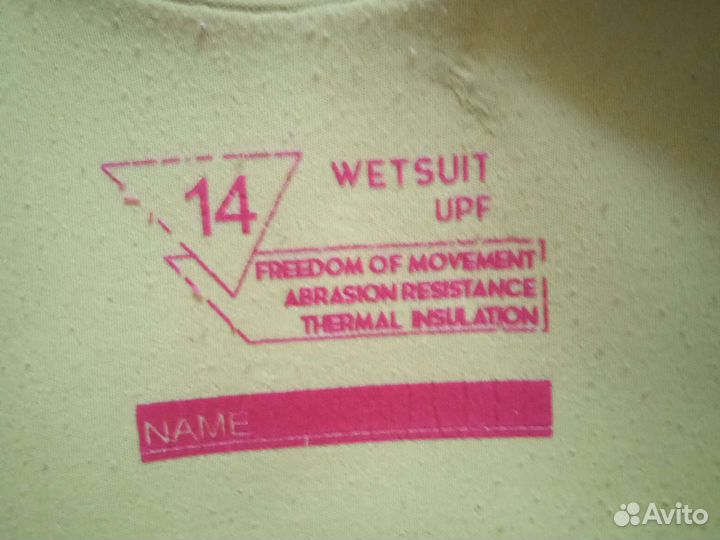 14
WETSUIT
UPF
FREEDOM OF MOVEMENT
ABRASION RESISTANCE
THERMAL INSULATION
NAME
Avito